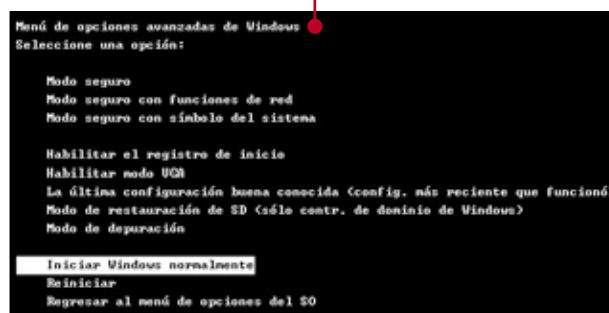 Menú de opciones avanzadas de Windows
Seleccione una opción:
Modo seguro
Modo seguro con funciones de red
Modo seguro con símbolo del sistema
Habilitar el registro de inicio
Habilitar modo VGA
La última configuración buena conocida (config. más reciente que funcionó
Modo de restauración de SD (sólo contr. de dominio de Windows)
Modo de depuración
Iniciar Windows normalmente
Reiniciar
Regresar al menú de opciones del SO